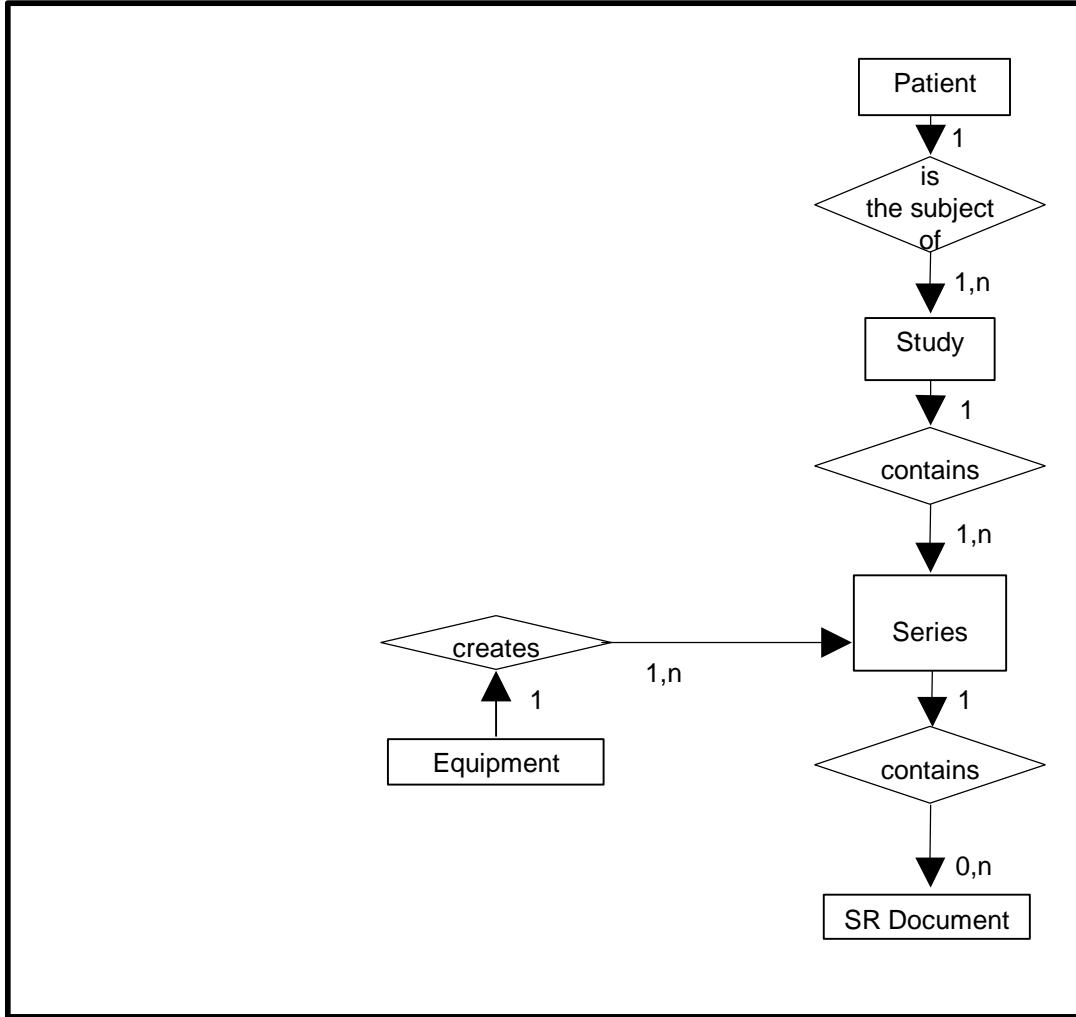 Patient
1
is
the subject
of
1,n
Study
1
contains
1,n
Series
creates
1,n
1
1
Equipment
contains
0,n
SR Document